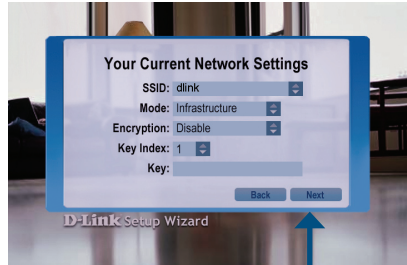 Your Current Network Settings
SSID: dlink
Mode: Infrastructure
Encryption: Disable
Key Index: 1
Key:
Back Next
D-Link Setup Wizard